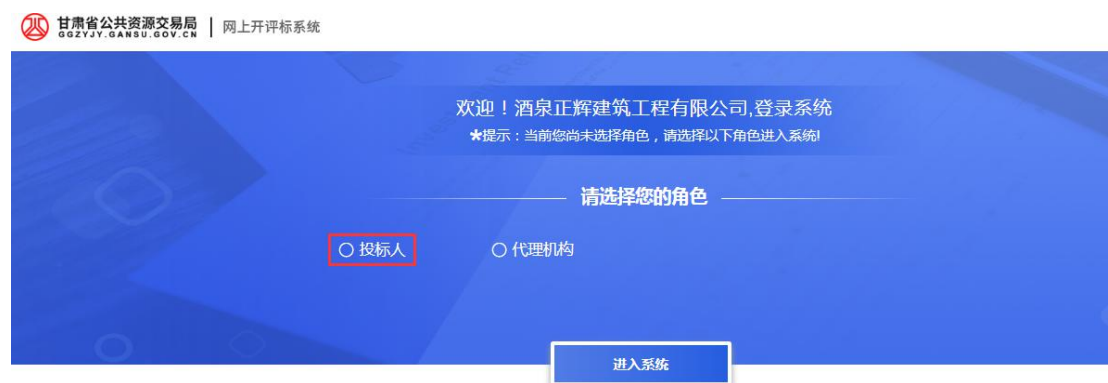 甘肃省公共资源交易局 | 网上开评标系统
GGZYJY.GANSU.GOV.CN
欢迎！酒泉正辉建筑工程有限公司,登录系统
★提示：当前您尚未选择角色，请选择以下角色进入系统!
请选择您的角色
投标人 代理机构
进入系统